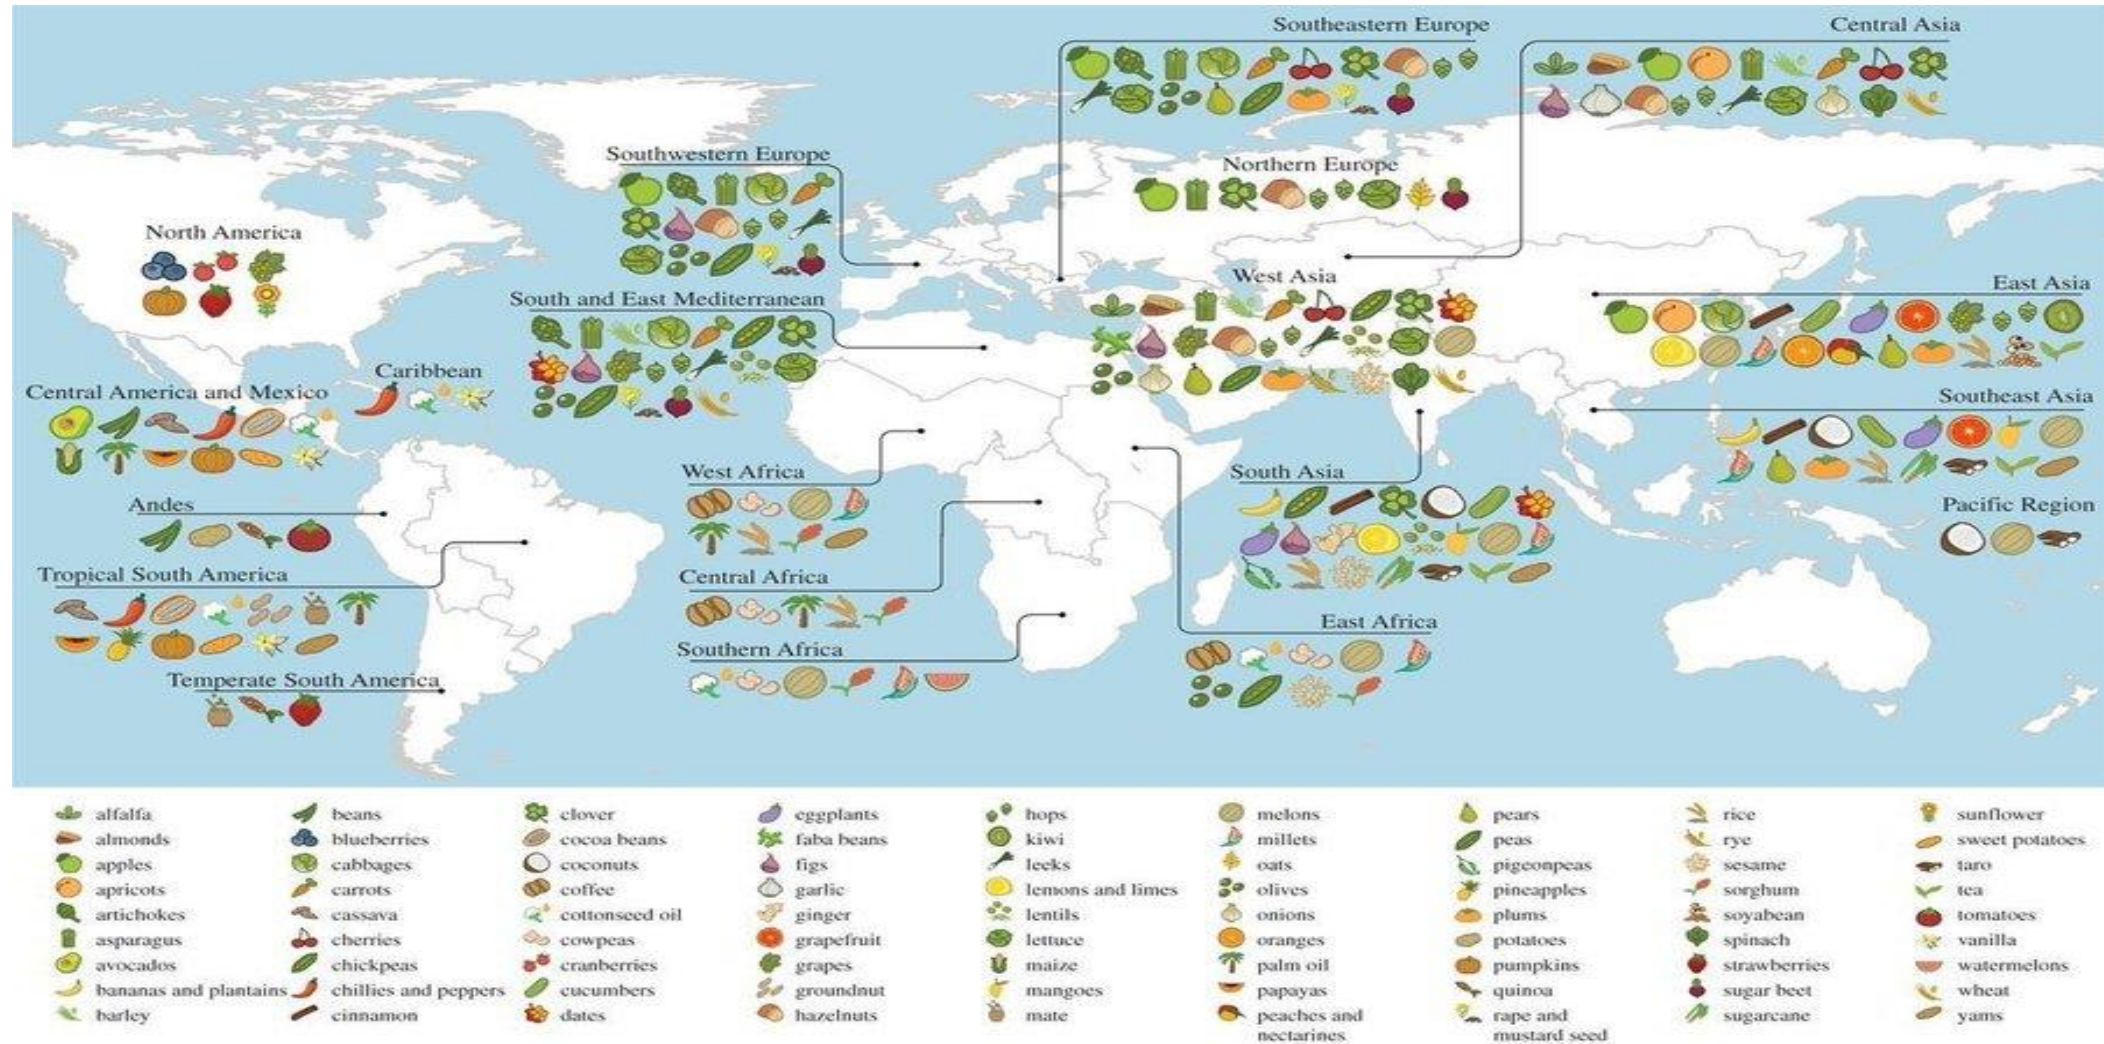 Southeastern Europe
Central Asia
Southwestern Europe
Northern Europe
North America
West Asia
East Asia
South and East Mediterranean
Caribbean
Central America and Mexico
Southeast Asia
West Africa
South Asia
Andes
Pacific Region
Tropical South America
Central Africa
East Africa
Southern Africa
Temperate South America
alfalfa
almonds
apples
apricots
artichokes
asparagus
avocados
bananas and plantains
barley
beans
blueberries
cabbages
carrots
cassava
cherries
chickpeas
chillies and peppers
cinnamon
clover
cocoa beans
coconuts
coffee
cottonseed oil
cowpeas
cranberries
cucumbers
dates
eggplants
faba beans
figs
garlic
ginger
grapefruit
grapes
groundnut
hazelnuts
hops
kiwi
leeks
lemons and limes
lentils
lettuce
maize
mangoes
mate
melons
millets
oats
olives
onions
oranges
palm oil
papayas
peaches and
nectarines
pears
peas
pigeonpeas
pineapples
plums
potatoes
pumpkins
quinoa
rape and
mustard seed
rice
rye
sesame
sorghum
soyabean
spinach
strawberries
sugar beet
sugarcane
sunflower
sweet potatoes
taro
tea
tomatoes
vanilla
watermelons
wheat
yams